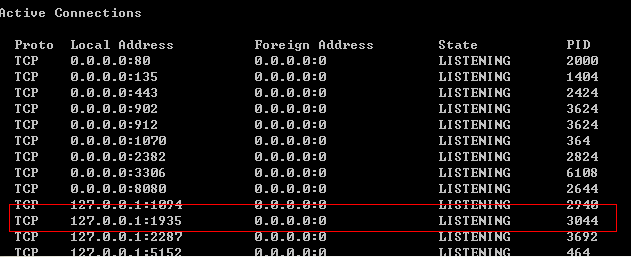 Active Connections
Proto Local Address Foreign Address State PID
TCP 0.0.0.0:80 0.0.0.0:0 LISTENING 2000
TCP 0.0.0.0:135 0.0.0.0:0 LISTENING 1404
TCP 0.0.0.0:443 0.0.0.0:0 LISTENING 2424
TCP 0.0.0.0:902 0.0.0.0:0 LISTENING 3624
TCP 0.0.0.0:912 0.0.0.0:0 LISTENING 3624
TCP 0.0.0.0:1070 0.0.0.0:0 LISTENING 364
TCP 0.0.0.0:2382 0.0.0.0:0 LISTENING 2824
TCP 0.0.0.0:3306 0.0.0.0:0 LISTENING 6108
TCP 0.0.0.0:8080 0.0.0.0:0 LISTENING 2644
TCP 127.0.0.1:1094 0.0.0.0:0 LISTENING 2940
TCP 127.0.0.1:1935 0.0.0.0:0 LISTENING 3044
TCP 127.0.0.1:2287 0.0.0.0:0 LISTENING 3692
TCP 127.0.0.1:5152 0.0.0.0:0 LISTENING 464